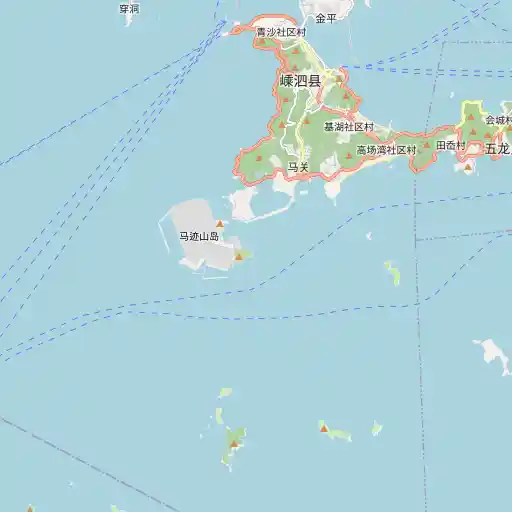 穿洞
金平
青沙社区村
嵊泗县
基湖社区村
会城村
马关
高场湾社区村
田岙村
五龙
马迹山岛